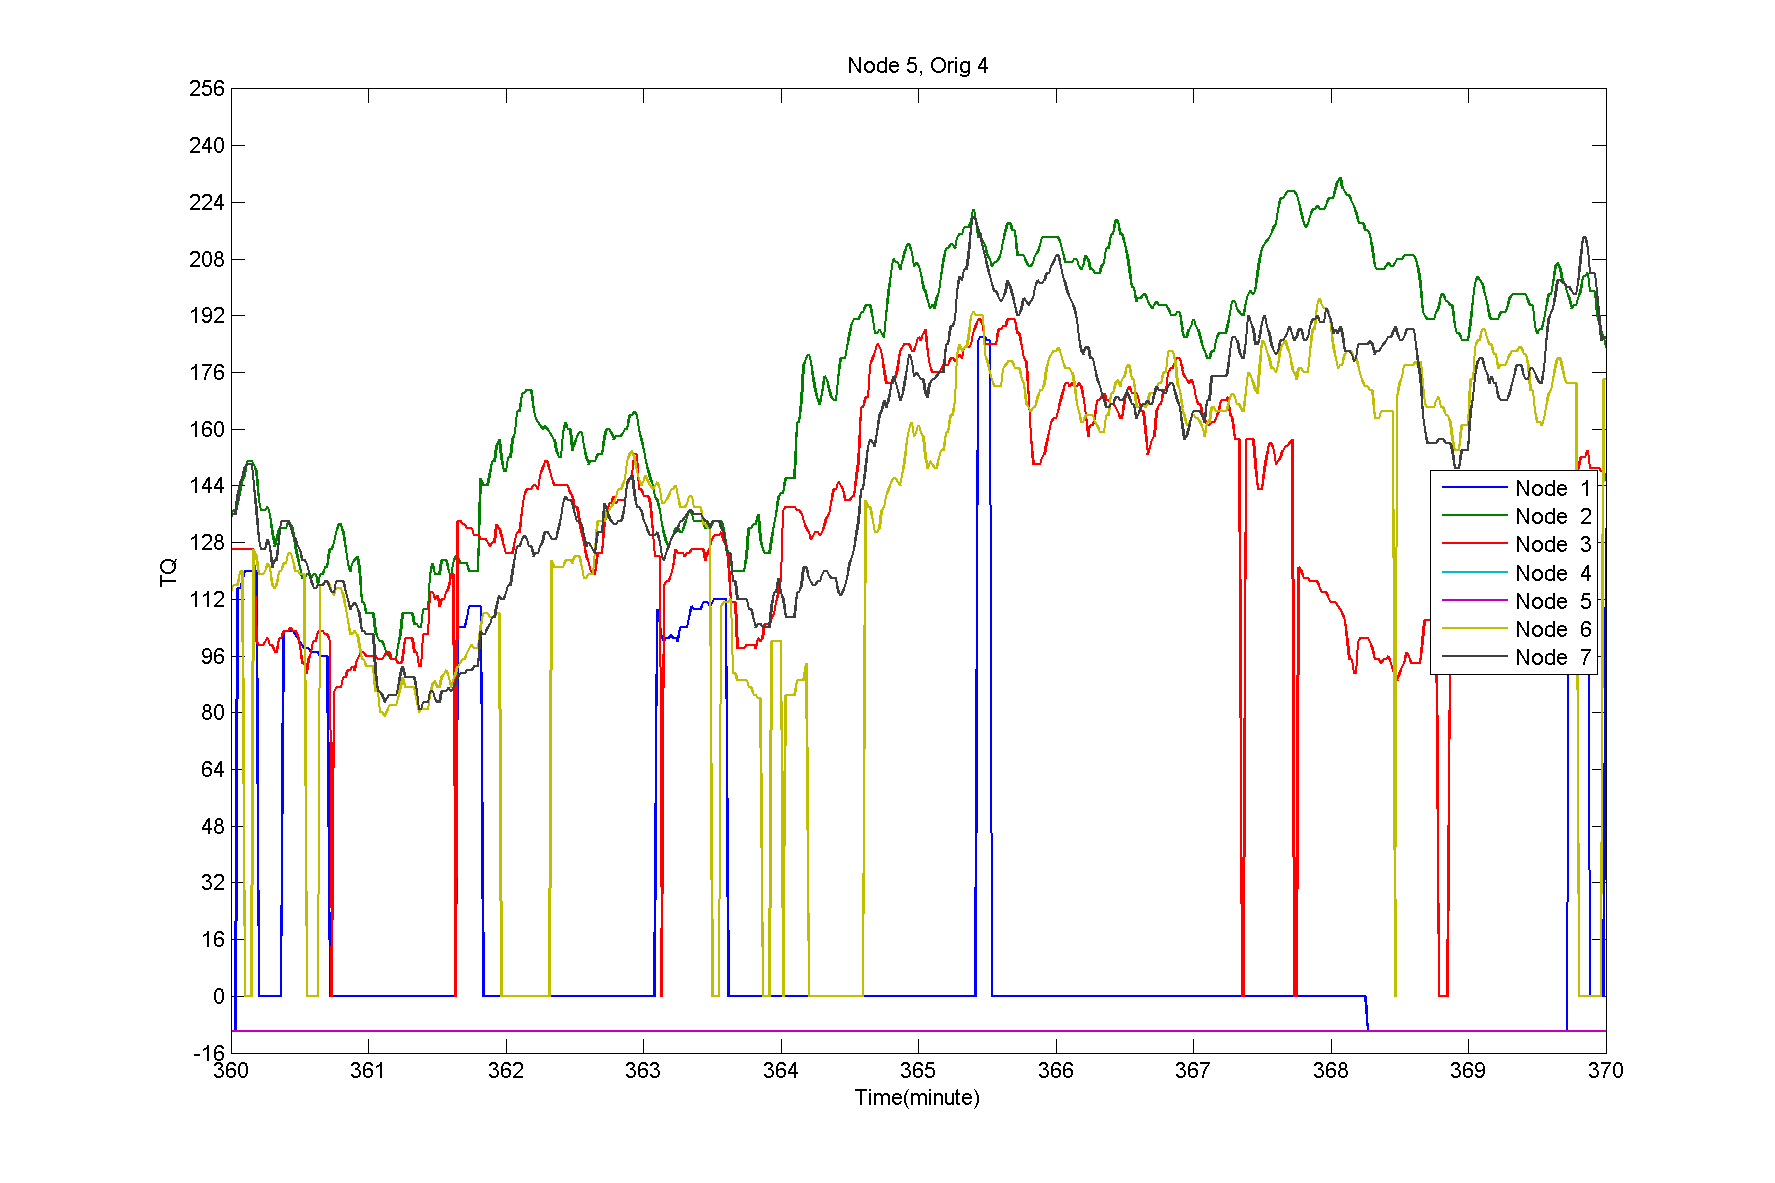 Node 5, Orig 4
256
240
224
208
192
176
160
144
128
112
96
80
64
48
32
16
0
-16
TQ
Node 1
Node 2
Node 3
Node 4
Node 5
Node 6
Node 7
360 361 362 363 364 365 366 367 368 369 370
Time(minute)